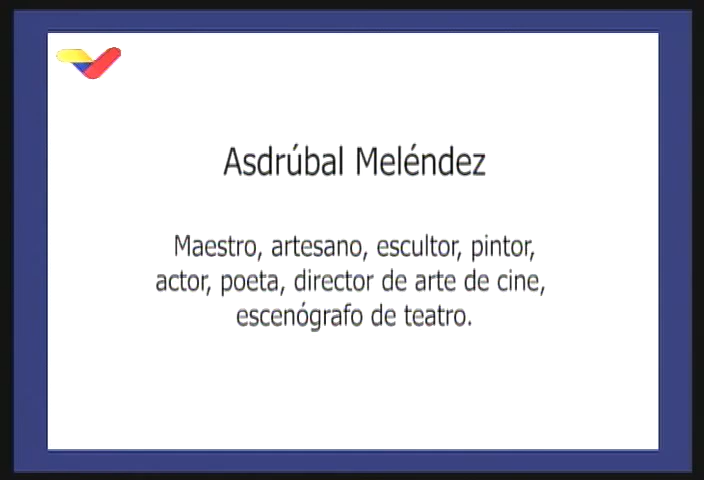 Asdrúbal Meléndez
Maestro, artesano, escultor, pintor,
actor, poeta, director de arte de cine,
escenógrafo de teatro.